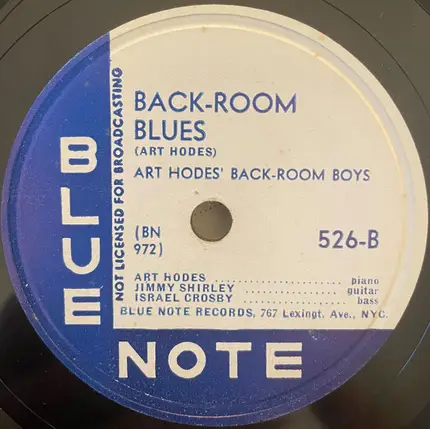 BACK-ROOM
BLUES
(ART HODES)
ART HODES' BACK-ROOM BOYS
NOT LICENSED FOR BROADCASTING
(BN
972)
526-B
ART HODES .................... piano
JIMMY SHIRLEY .................. guitar
ISRAEL CROSBY .................. bass
BLUE NOTE RECORDS, 767 Lexingt. Ave., NYC.
BLUE
NOTE